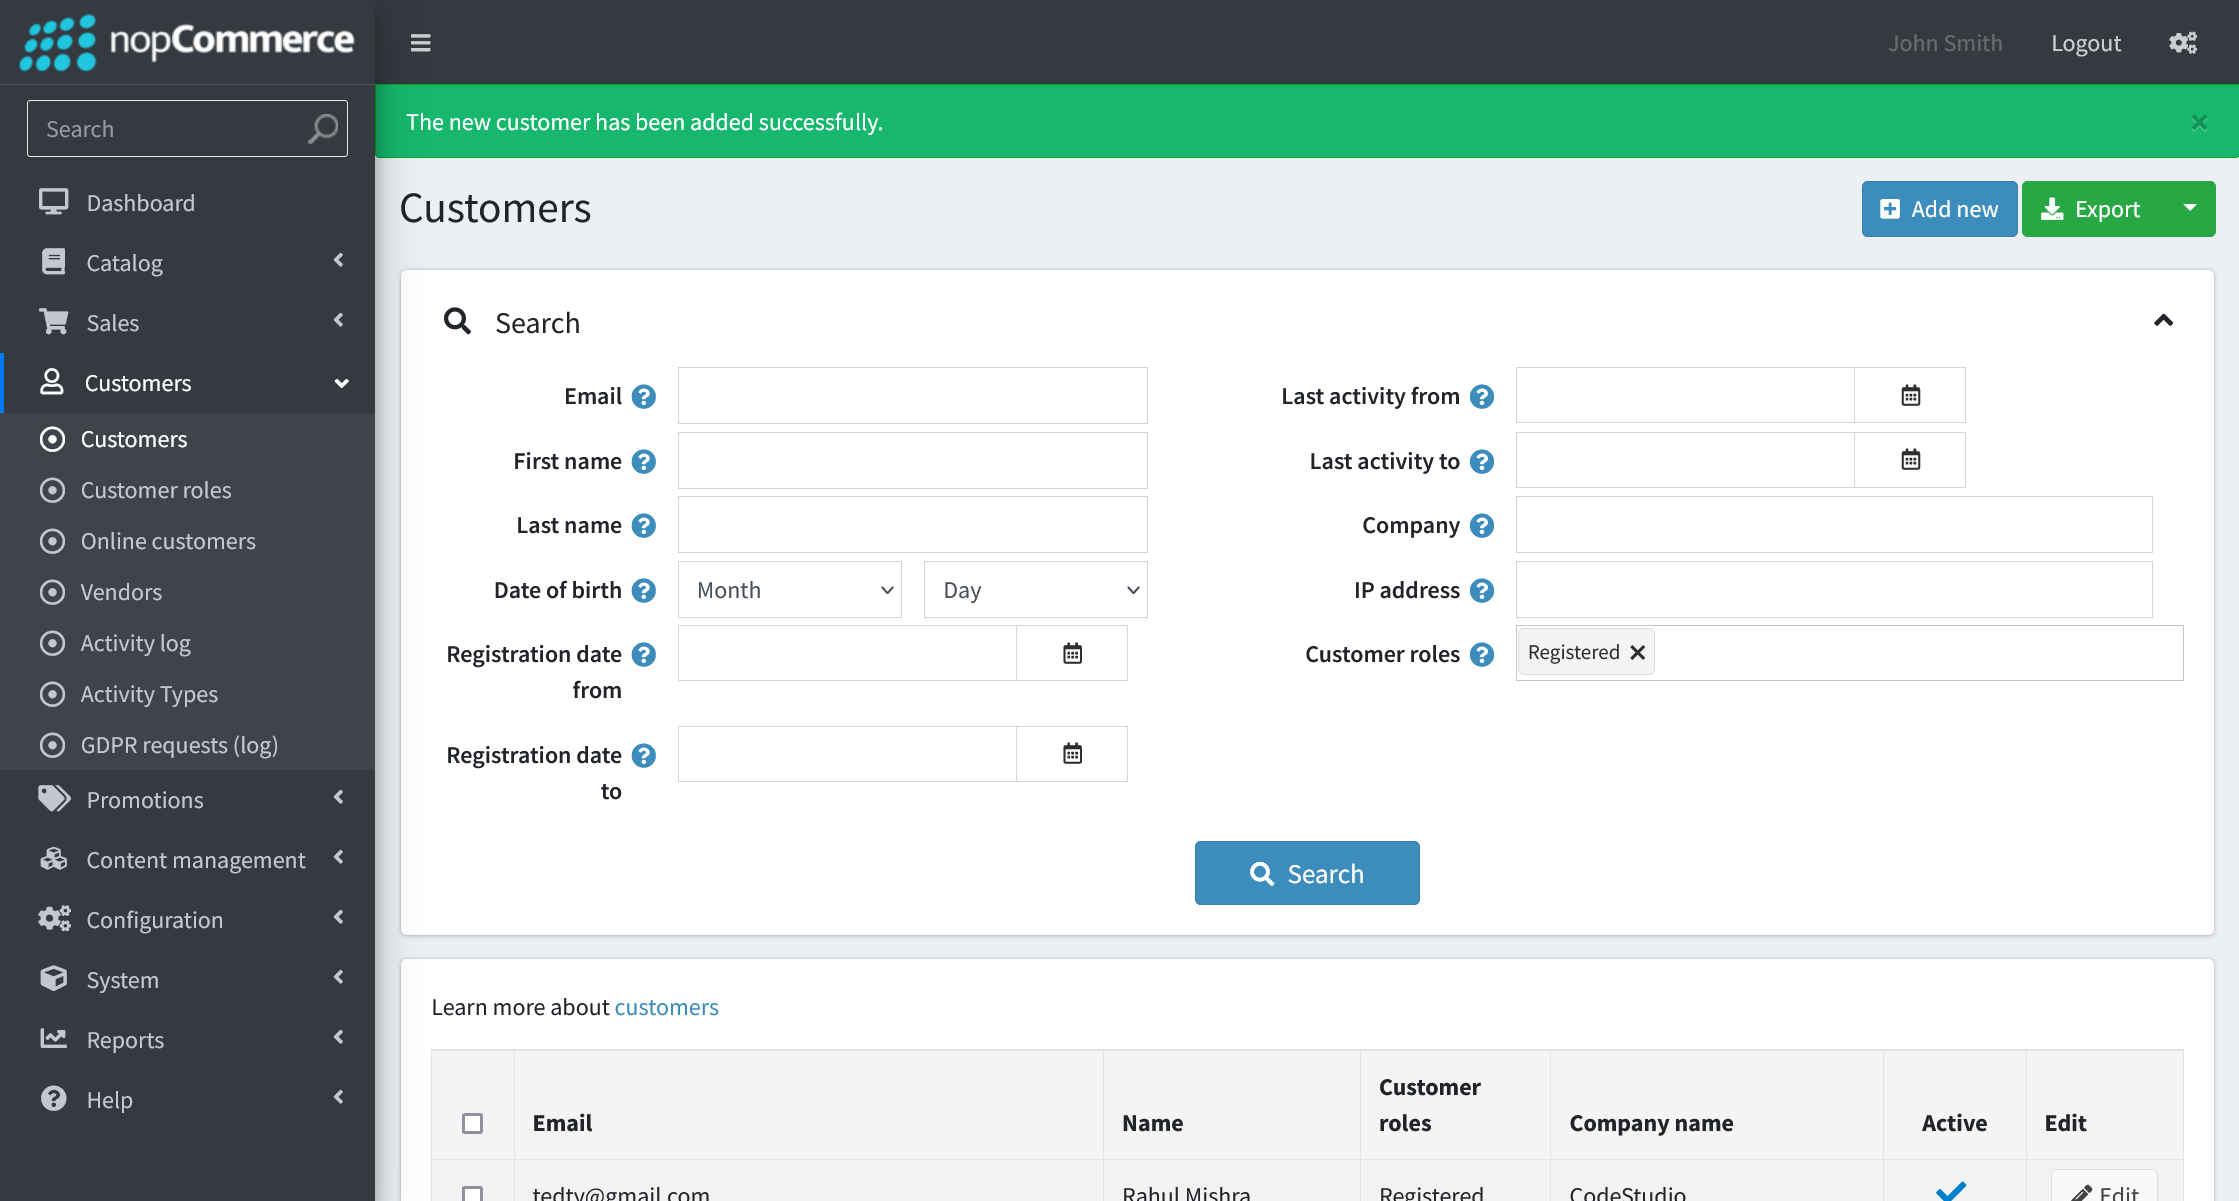 nopCommerce
John Smith
Logout
Search
The new customer has been added successfully.
×
Dashboard
Catalog
Sales
Customers
Customers
Customer roles
Online customers
Vendors
Activity log
Activity Types
GDPR requests (log)
Promotions
Content management
Configuration
System
Reports
Help
Customers
Add new
Export
Search
Email ?
First name ?
Last name ?
Date of birth ? Month Day
Registration date ?
from
Registration date ?
to
Last activity from ?
Last activity to ?
Company ?
IP address ?
Customer roles ? Registered ×
Search
Learn more about customers
Email Name Customer roles Company name Active Edit
tedty@gmail.com Rahul Mishra Registered CodeStudio Edit